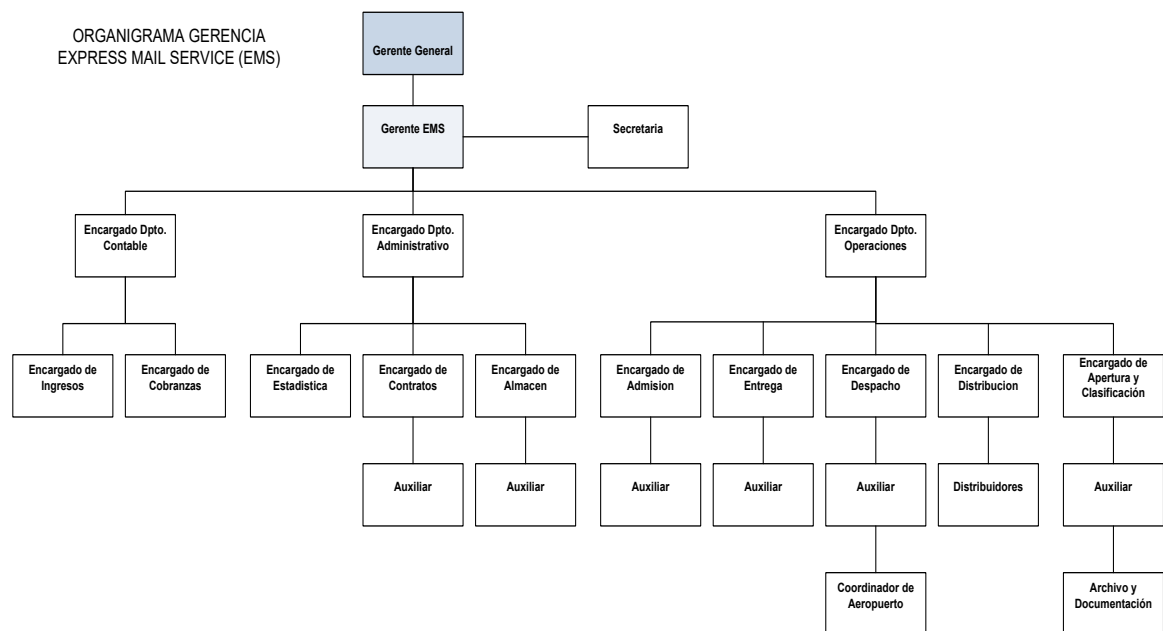 ORGANIGRAMA GERENCIA
EXPRESS MAIL SERVICE (EMS)
Gerente General
Gerente EMS
Secretaria
Encargado Dpto.
Contable
Encargado Dpto.
Administrativo
Encargado Dpto.
Operaciones
Encargado de
Ingresos
Encargado de
Cobranzas
Encargado de
Estadistica
Encargado de
Contratos
Encargado de
Almacen
Encargado de
Admision
Encargado de
Entrega
Encargado de
Despacho
Encargado de
Distribucion
Encargado de
Apertura y
Clasificación
Auxiliar
Auxiliar
Auxiliar
Auxiliar
Auxiliar
Distribuidores
Auxiliar
Coordinador de
Aeropuerto
Archivo y
Documentación